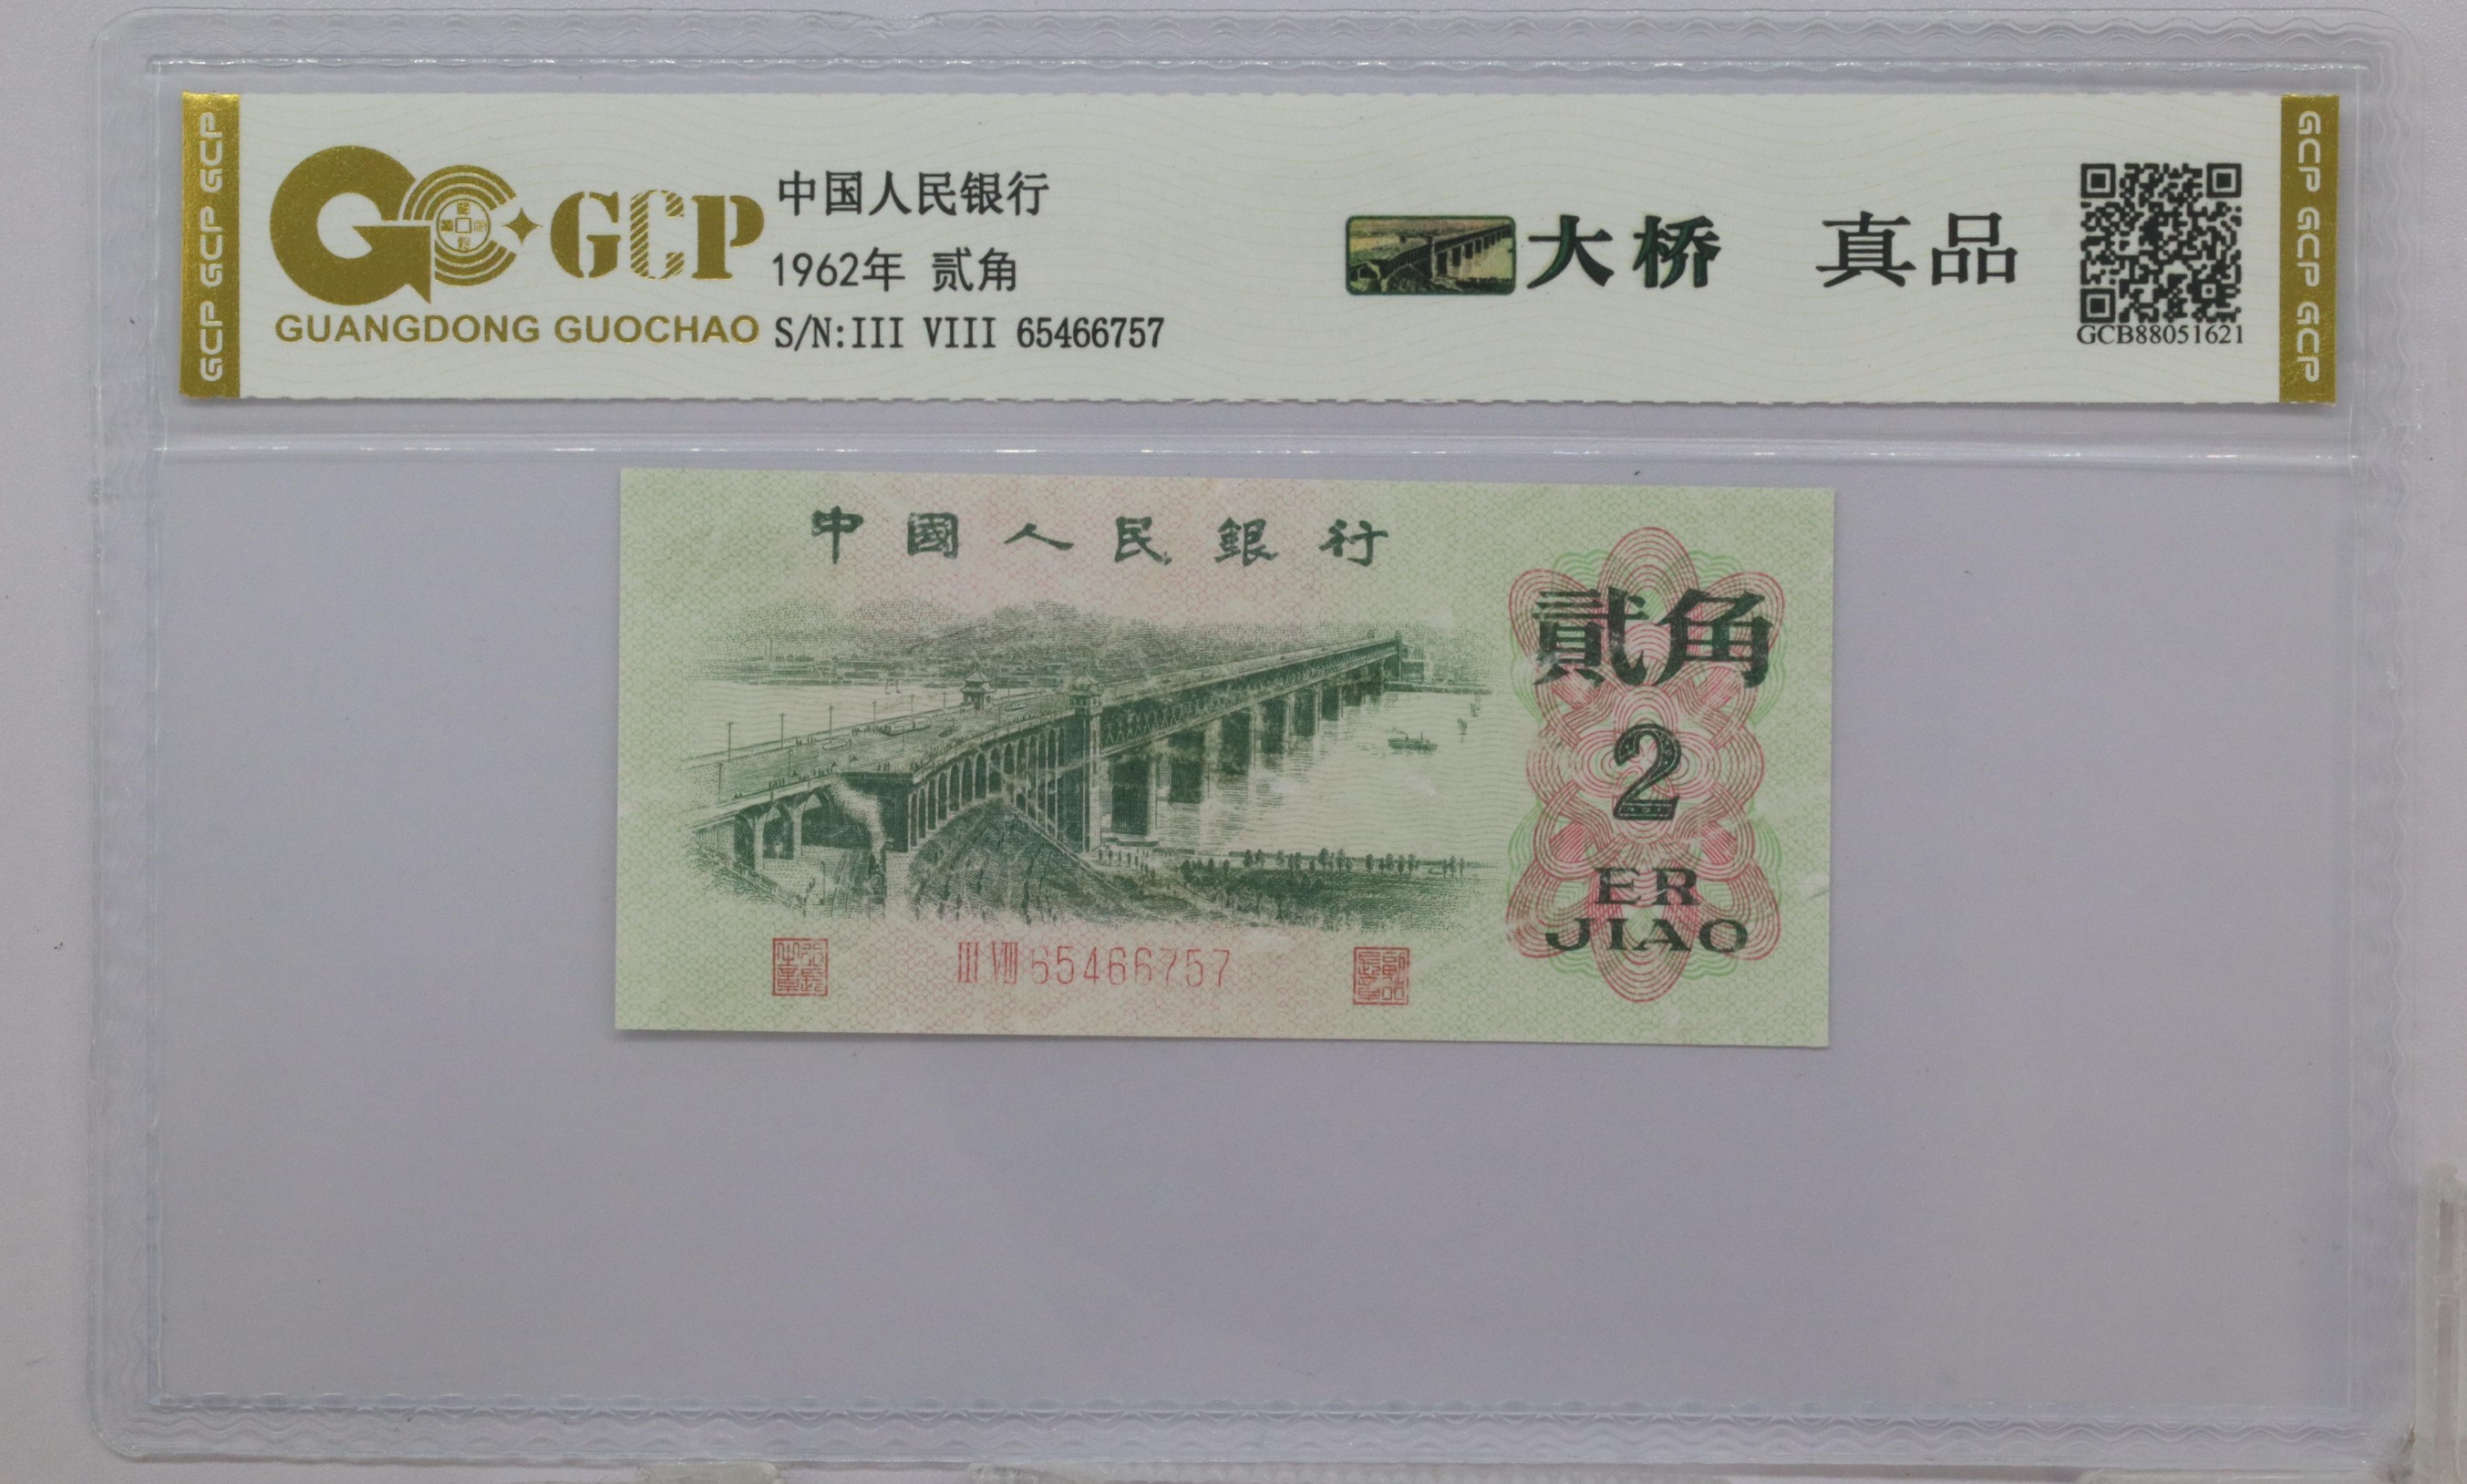 GCP GCP GCP
GCP
中国人民银行
1962年 贰角
GUANGDONG GUOCHAO
S/N:III VIII 65466757
大桥 真品
GCB88051621
GCP GCP GCP
中國人民銀行
貳角
2
ER
JIAO
III VIII 65466757